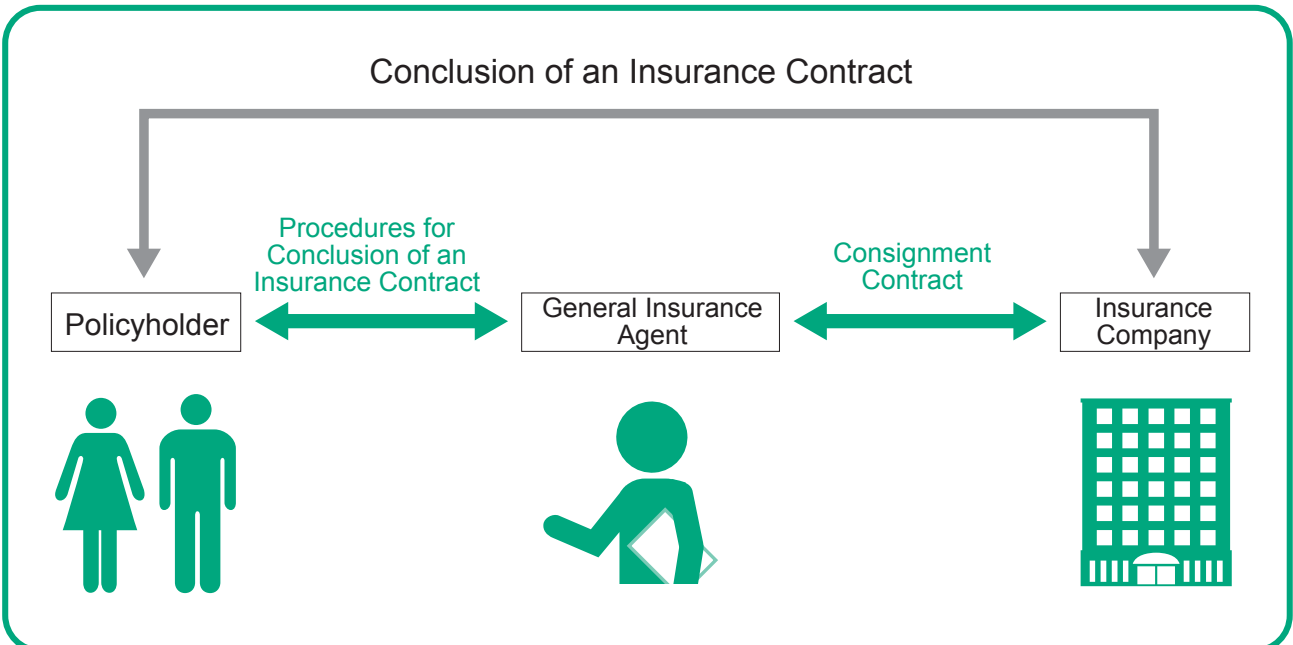 Conclusion of an Insurance Contract
Procedures for
Conclusion of an
Insurance Contract
Consignment
Contract
Policyholder
General Insurance
Agent
Insurance
Company